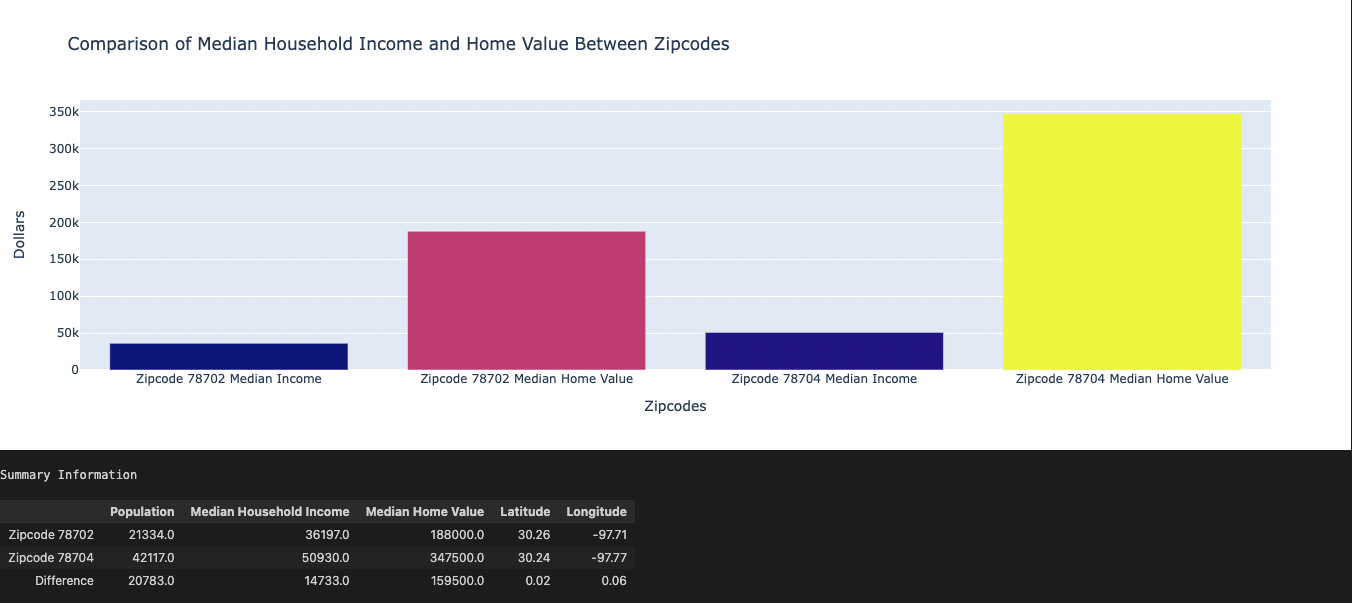 Comparison of Median Household Income and Home Value Between Zipcodes
350k
300k
250k
200k
150k
100k
50k
0
Dollars
Zipcode 78702 Median Income Zipcode 78702 Median Home Value Zipcode 78704 Median Income Zipcode 78704 Median Home Value
Zipcodes
Summary Information
Population Median Household Income Median Home Value Latitude Longitude
Zipcode 78702 21334.0 36197.0 188000.0 30.26 -97.71
Zipcode 78704 42117.0 50930.0 347500.0 30.24 -97.77
Difference 20783.0 14733.0 159500.0 0.02 0.06